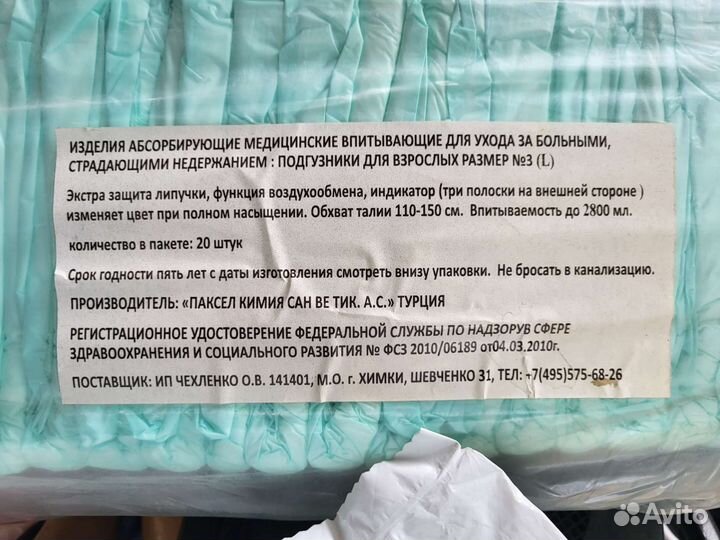 ИЗДЕЛИЯ АБСОРБИРУЮЩИЕ МЕДИЦИНСКИЕ ВПИТЫВАЮЩИЕ ДЛЯ УХОДА ЗА БОЛЬНЫМИ,
СТРАДАЮЩИМИ НЕДЕРЖАНИЕМ : ПОДГУЗНИКИ ДЛЯ ВЗРОСЛЫХ РАЗМЕР №3 (L)
Экстра защита липучки, функция воздухообмена, индикатор (три полоски на внешней стороне )
изменяет цвет при полном насыщении. Обхват талии 110-150 см. Впитываемость до 2800 мл.
количество в пакете: 20 штук
Срок годности пять лет с даты изготовления смотреть внизу упаковки. Не бросать в канализацию.
ПРОИЗВОДИТЕЛЬ: «ПАКСЕЛ КИМИЯ САН ВЕ ТИК. А.С.» ТУРЦИЯ
РЕГИСТРАЦИОННОЕ УДОСТОВЕРЕНИЕ ФЕДЕРАЛЬНОЙ СЛУЖБЫ ПО НАДЗОРУВ СФЕРЕ
ЗДРАВООХРАНЕНИЯ И СОЦИАЛЬНОГО РАЗВИТИЯ № ФСЗ 2010/06189 от04.03.2010г.
ПОСТАВЩИК: ИП ЧЕХЛЕНКО О.В. 141401, М.О. г. ХИМКИ, ШЕВЧЕНКО 31, ТЕЛ: +7(495)575-68-26
Avito